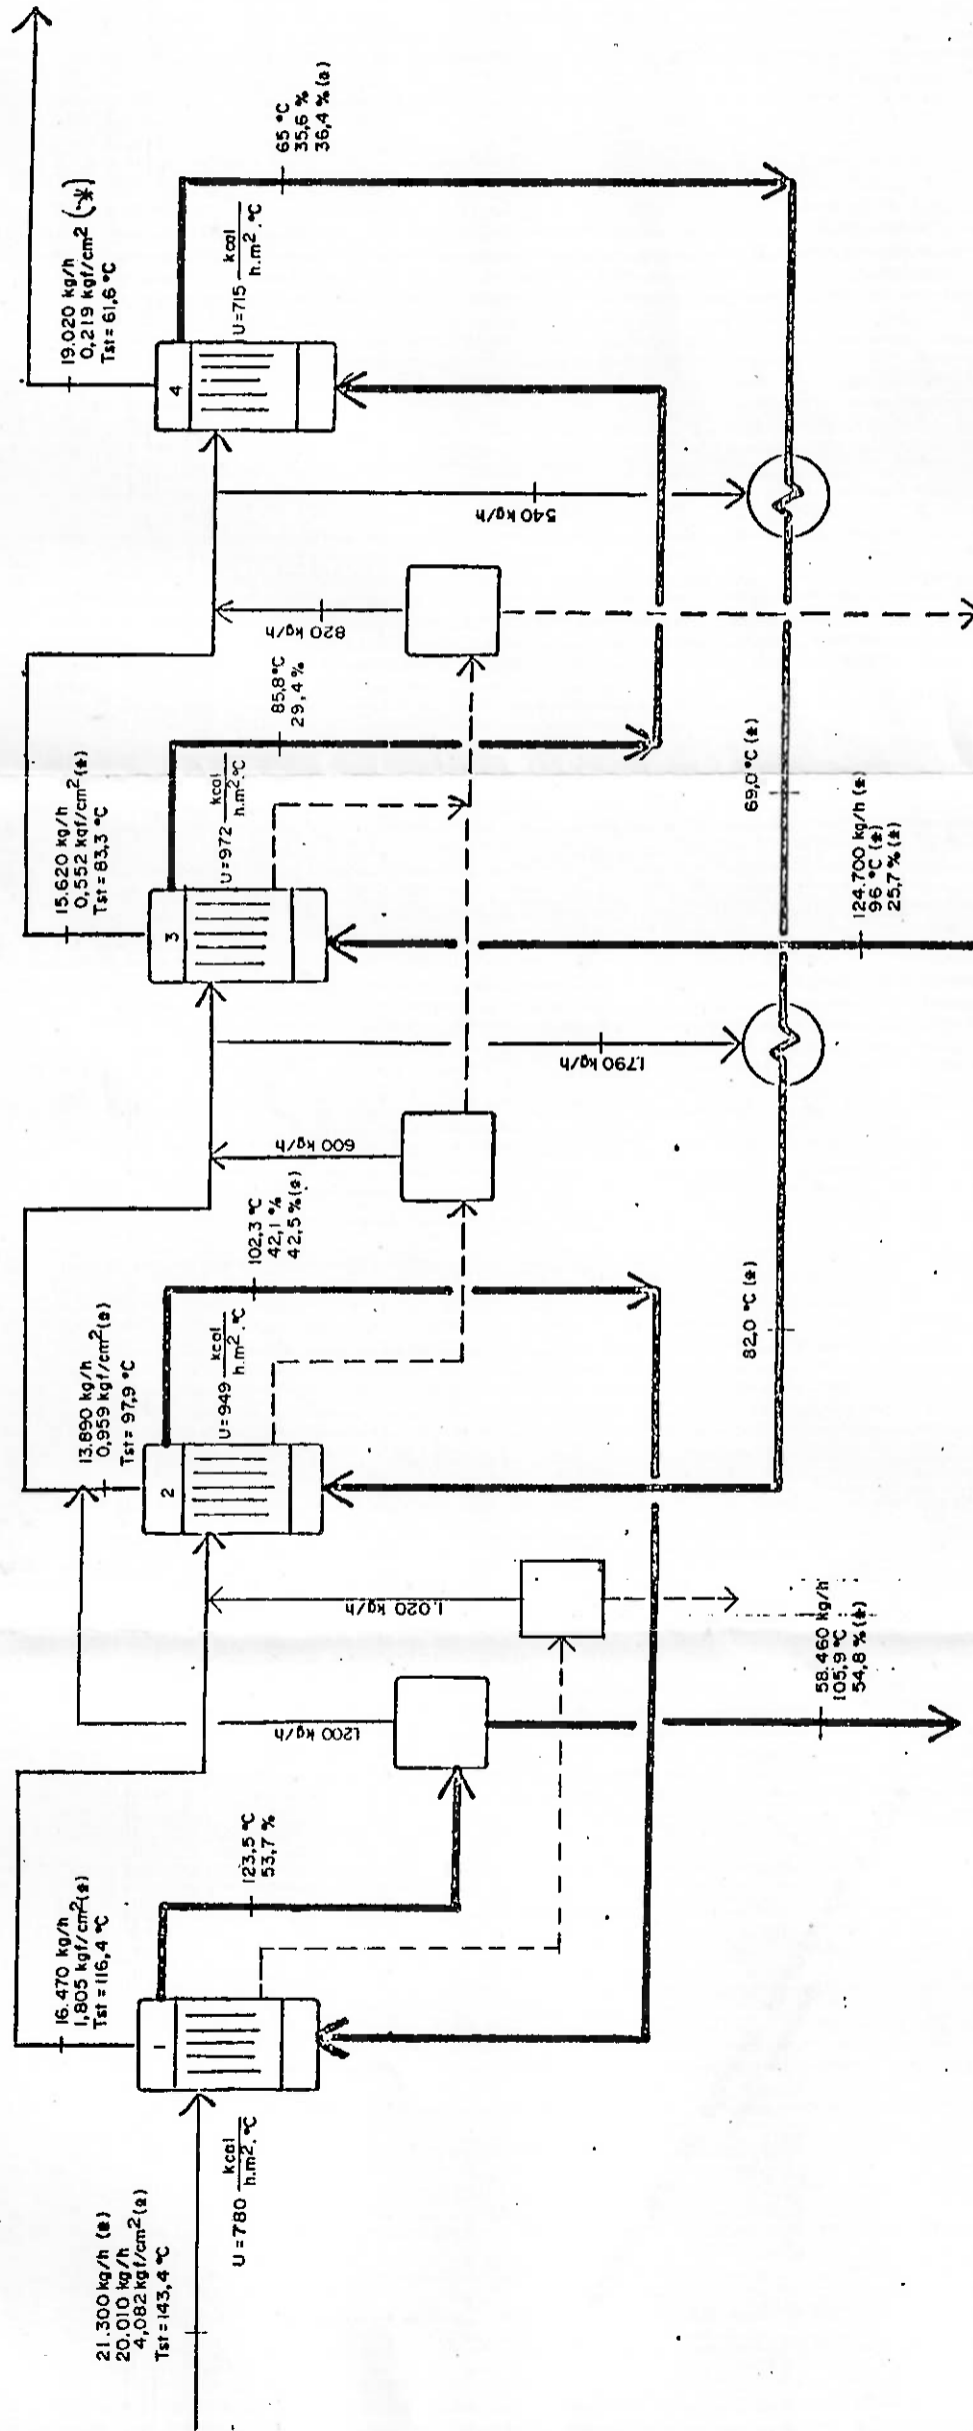 21.300 kg/h (±)
20.010 kg/h
4,082 kgf/cm² (±)
Tst=143,4 °C
U=780 kcal
h.m².°C
1
16.470 kg/h
1,805 kgf/cm² (±)
Tst=116,4 °C
123,5 °C
53,7 %
1200 kg/h
1.020 kg/h
58.460 kg/h
105,9 °C
54,8 % (±)
2
13.890 kg/h
0,959 kgf/cm² (±)
Tst=97,9 °C
U=949 kcal
h.m².°C
102,3 °C
42,1 %
42,5 % (±)
600 kg/h
82,0 °C (±)
1.790 kg/h
3
15.620 kg/h
0,552 kgf/cm² (±)
Tst=83,3 °C
U=972 kcal
h.m².°C
85,8 °C
29,4 %
820 kg/h
124.700 kg/h (±)
96 °C (±)
25,7 % (±)
69,0 °C (±)
540 kg/h
4
19.020 kg/h
0,219 kgf/cm²
Tst=61,6 °C
U=715 kcal
h.m².°C
65 °C
35,6 %
36,4 % (±)